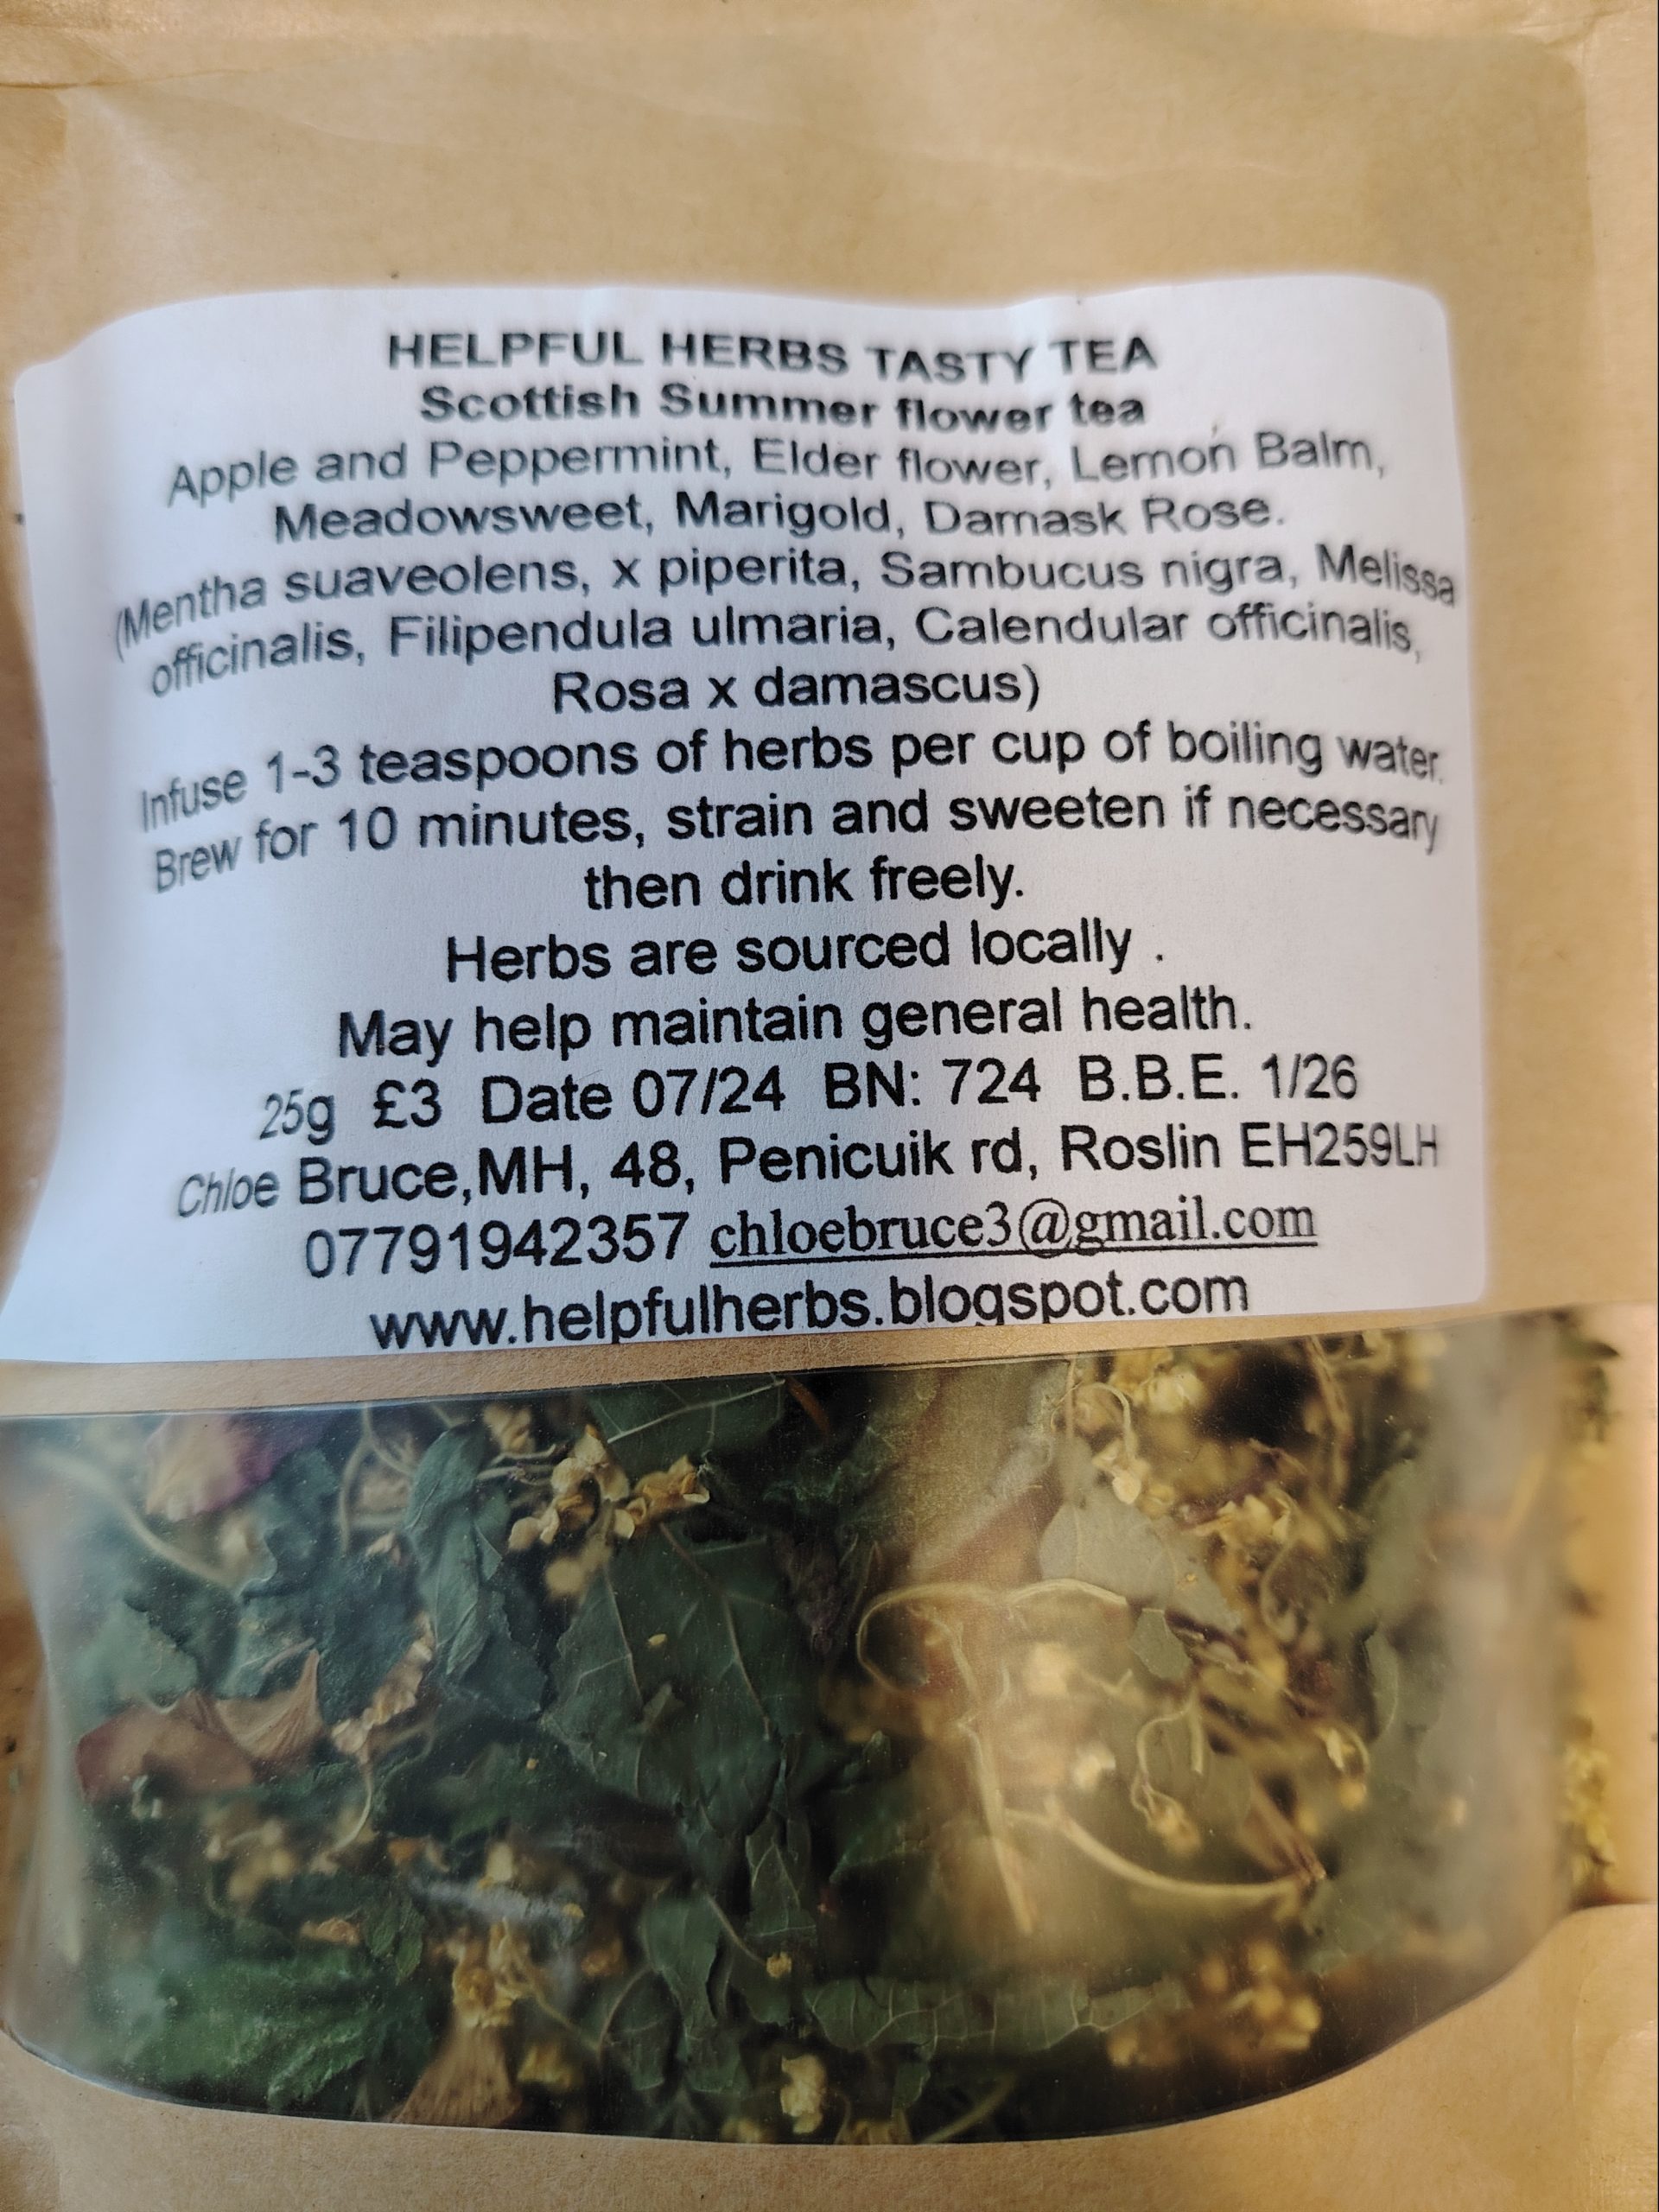 HELPFUL HERBS TASTY TEA
Scottish Summer flower tea
Apple and Peppermint, Elder flower, Lemon Balm,
Meadowsweet, Marigold, Damask Rose.
(Mentha suaveolens, x piperita, Sambucus nigra, Melissa
officinalis, Filipendula ulmaria, Calendular officinalis,
Rosa x damascus)
Infuse 1-3 teaspoons of herbs per cup of boiling water.
Brew for 10 minutes, strain and sweeten if necessary
then drink freely.
Herbs are sourced locally .
May help maintain general health.
25g £3 Date 07/24 BN: 724 B.B.E. 1/26
Chloe Bruce,MH, 48, Penicuik rd, Roslin EH259LH
07791942357 chloebruce3@gmail.com
www.helpfulherbs.blogspot.com